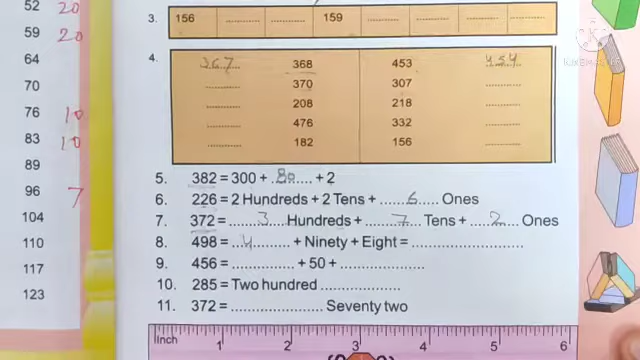 52 20
59 20
64
70
76 10
83 10
89
96 7
104
110
117
123
3. 156 .......... .......... 159 .......... .......... .......... ..........
4. 367 368 453 454
.......... 370 307 ..........
.......... 208 218 ..........
.......... 476 332 ..........
.......... 182 156 ..........
5. 382 = 300 + ..80.. + 2
6. 226 = 2 Hundreds + 2 Tens + ......6..... Ones
7. 372 = .......3.... Hundreds + .......7...... Tens + .....2.... Ones
8. 498 = ...4......... + Ninety + Eight = ............................
9. 456 = ................ + 50 + .....................
10. 285 = Two hundred ....................
11. 372 = ....................... Seventy two
Inch 1 2 3 4 5 6
KINEMASTER